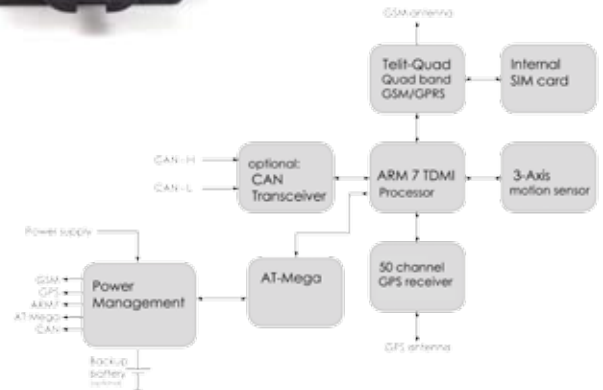 GSM antenna
Telit-Quad
Quad band
GSM/GPRS
Internal
SIM card
CAN - H
CAN - L
optional:
CAN
Transceiver
ARM 7 TDMI
Processor
3-Axis
motion sensor
Power supply
GSM
GPS
ARM7
AT-Mega
CAN
Power
Management
AT-Mega
50 channel
GPS receiver
GPS antenna
Backup
battery
(optional)